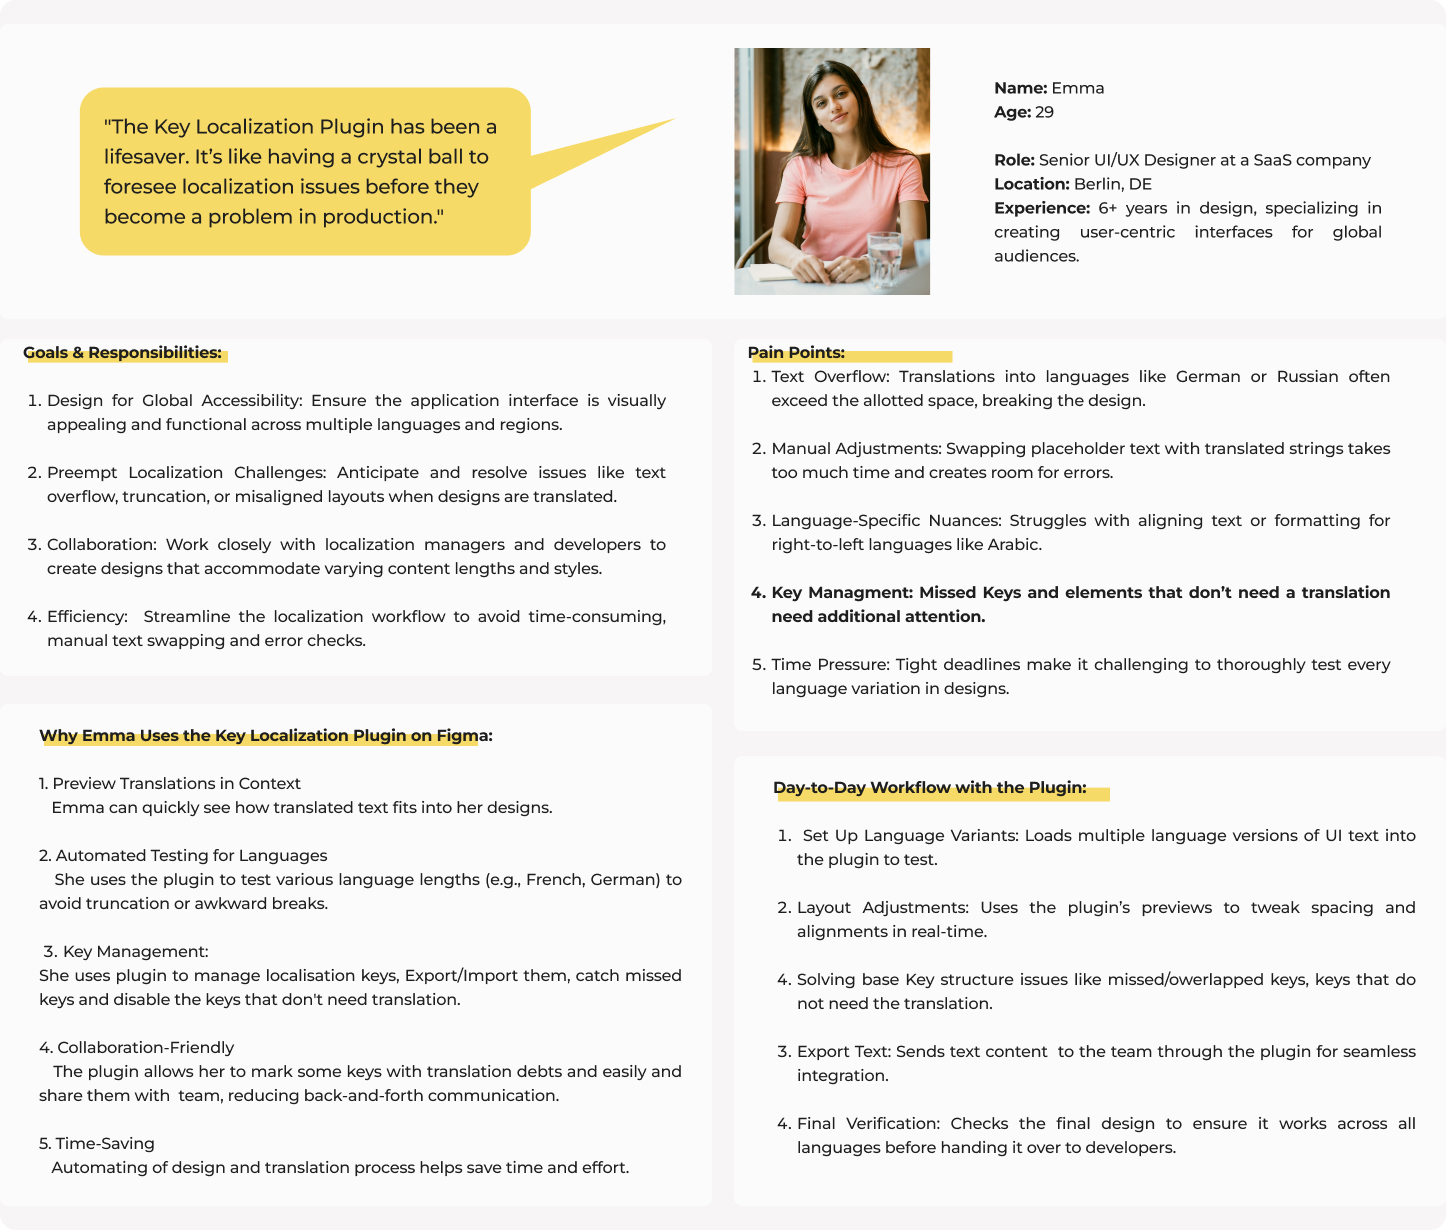 "The Key Localization Plugin has been a
lifesaver. It’s like having a crystal ball to
foresee localization issues before they
become a problem in production."
Name: Emma
Age: 29
Role: Senior UI/UX Designer at a SaaS company
Location: Berlin, DE
Experience: 6+ years in design, specializing in
creating user-centric interfaces for global
audiences.
Goals & Responsibilities:
1. Design for Global Accessibility: Ensure the application interface is visually
appealing and functional across multiple languages and regions.
2. Preempt Localization Challenges: Anticipate and resolve issues like text
overflow, truncation, or misaligned layouts when designs are translated.
3. Collaboration: Work closely with localization managers and developers to
create designs that accommodate varying content lengths and styles.
4. Efficiency: Streamline the localization workflow to avoid time-consuming,
manual text swapping and error checks.
Pain Points:
1. Text Overflow: Translations into languages like German or Russian often
exceed the allotted space, breaking the design.
2. Manual Adjustments: Swapping placeholder text with translated strings takes
too much time and creates room for errors.
3. Language-Specific Nuances: Struggles with aligning text or formatting for
right-to-left languages like Arabic.
4. Key Managment: Missed Keys and elements that don’t need a translation
need additional attention.
5. Time Pressure: Tight deadlines make it challenging to thoroughly test every
language variation in designs.
Why Emma Uses the Key Localization Plugin on Figma:
1. Preview Translations in Context
Emma can quickly see how translated text fits into her designs.
2. Automated Testing for Languages
She uses the plugin to test various language lengths (e.g., French, German) to
avoid truncation or awkward breaks.
3. Key Management:
She uses plugin to manage localisation keys, Export/Import them, catch missed
keys and disable the keys that don't need translation.
4. Collaboration-Friendly
The plugin allows her to mark some keys with translation debts and easily and
share them with team, reducing back-and-forth communication.
5. Time-Saving
Automating of design and translation process helps save time and effort.
Day-to-Day Workflow with the Plugin:
1. Set Up Language Variants: Loads multiple language versions of UI text into
the plugin to test.
2. Layout Adjustments: Uses the plugin’s previews to tweak spacing and
alignments in real-time.
4. Solving base Key structure issues like missed/owerlapped keys, keys that do
not need the translation.
3. Export Text: Sends text content to the team through the plugin for seamless
integration.
4. Final Verification: Checks the final design to ensure it works across all
languages before handing it over to developers.